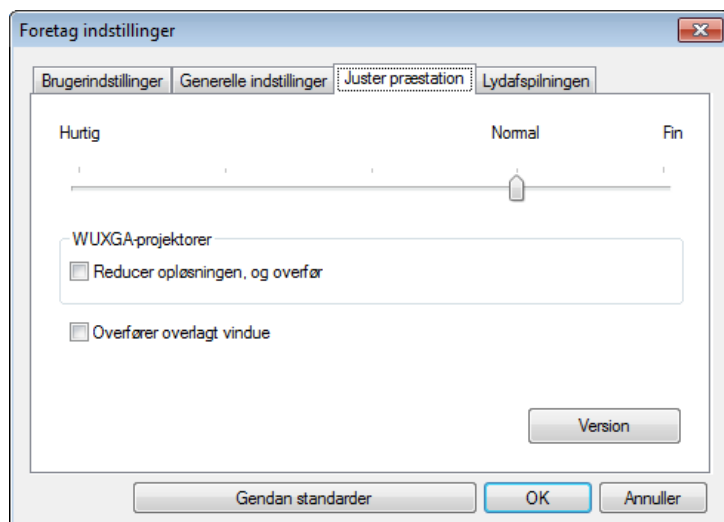 Foretag indstillinger
Brugerindstillinger Generelle indstillinger Juster præstation Lydafspilningen
Hurtig Normal Fin
WUXGA-projektorer
Reducer opløsningen, og overfør
Overfører overlagt vindue
Version
Gendan standarder OK Annuller